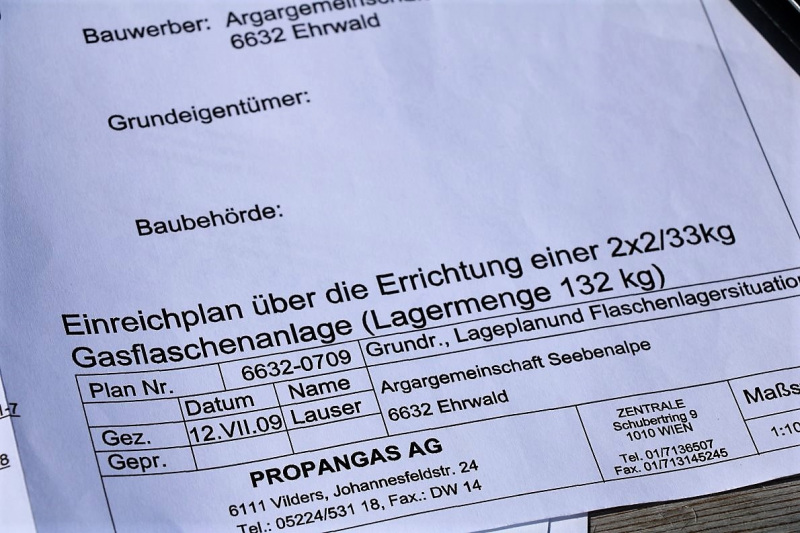 Bauwerber: Argargemeinscha
6632 Ehrwald
Grundeigentümer:
Baubehörde:
Einreichplan über die Errichtung einer 2x2/33kg
Gasflaschenanlage (Lagermenge 132 kg)
Plan Nr. 6632-0709 Grundr., Lageplanund Flaschenlagersituation
Datum Name Argargemeinschaft Seebenalpe
Gez. 12.VII.09 Lauser 6632 Ehrwald
Gepr.
PROPANGAS AG
6111 Vilders, Johannesfeldstr. 24
Tel.: 05224/531 18, Fax.: DW 14
ZENTRALE
Schubertring 9
1010 WIEN
Tel. 01/7136507
Fax. 01/713145245
Maßs
1:10
-7
8